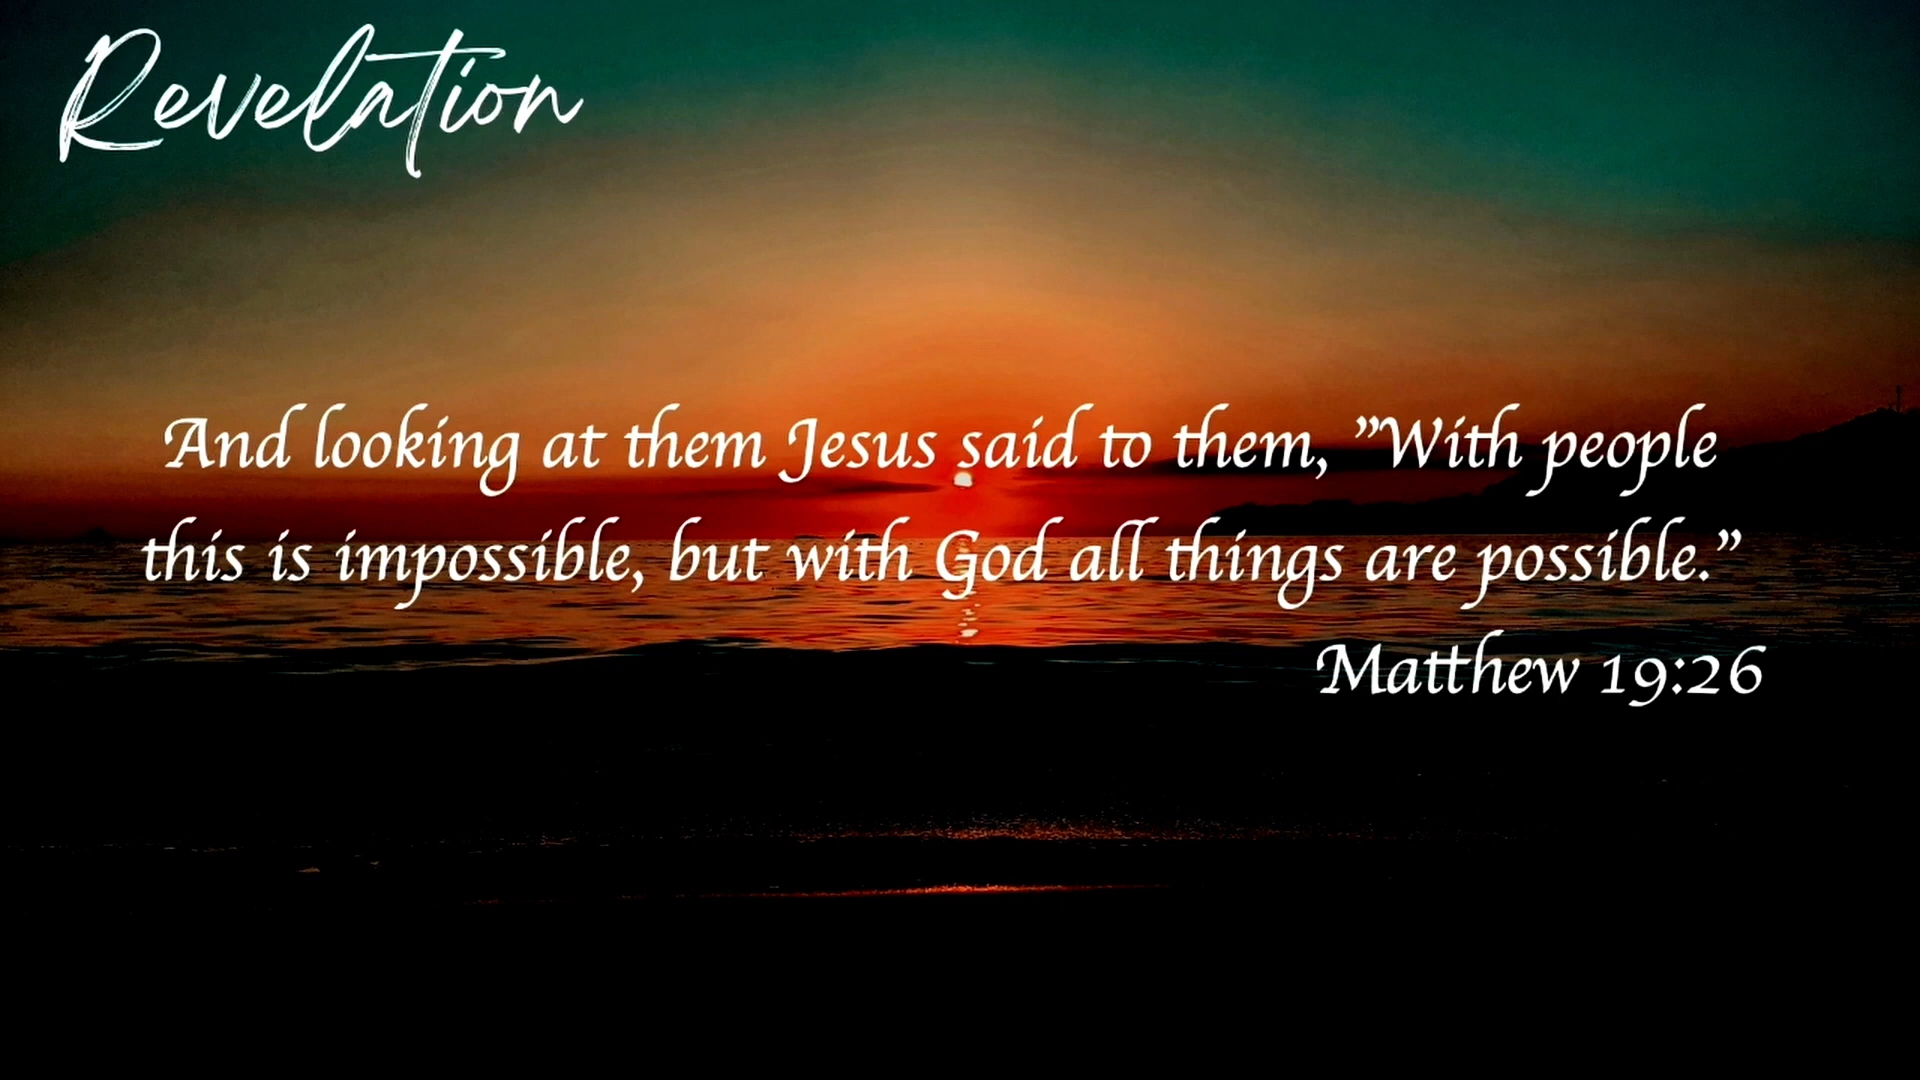 Revelation
And looking at them Jesus said to them, ”With people
this is impossible, but with God all things are possible.”
Matthew 19:26